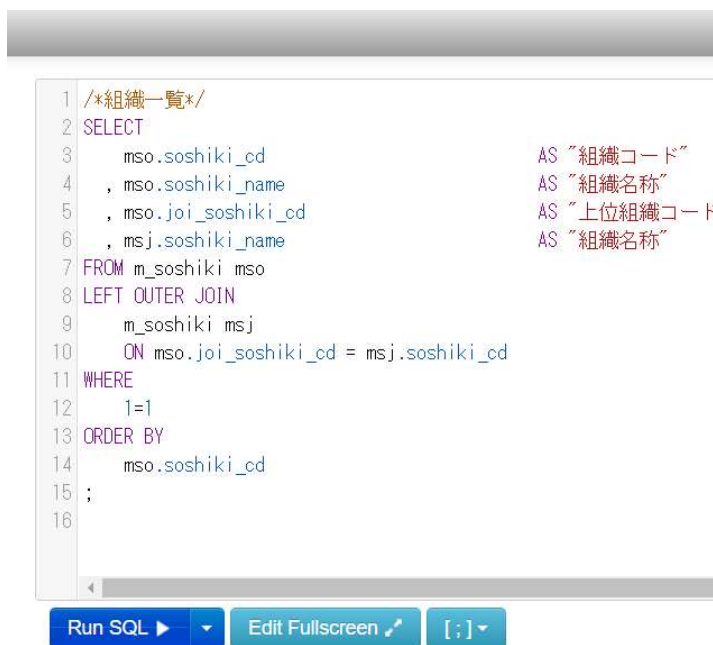 1 /*組織一覧*/
2 SELECT
3 mso.soshiki_cd AS "組織コード"
4 , mso.soshiki_name AS "組織名称"
5 , mso.joi_soshiki_cd AS "上位組織コード
6 , msj.soshiki_name AS "組織名称"
7 FROM m_soshiki mso
8 LEFT OUTER JOIN
9 m_soshiki msj
10 ON mso.joi_soshiki_cd = msj.soshiki_cd
11 WHERE
12 1=1
13 ORDER BY
14 mso.soshiki_cd
15 ;
16
Run SQL Edit Fullscreen [ ; ]